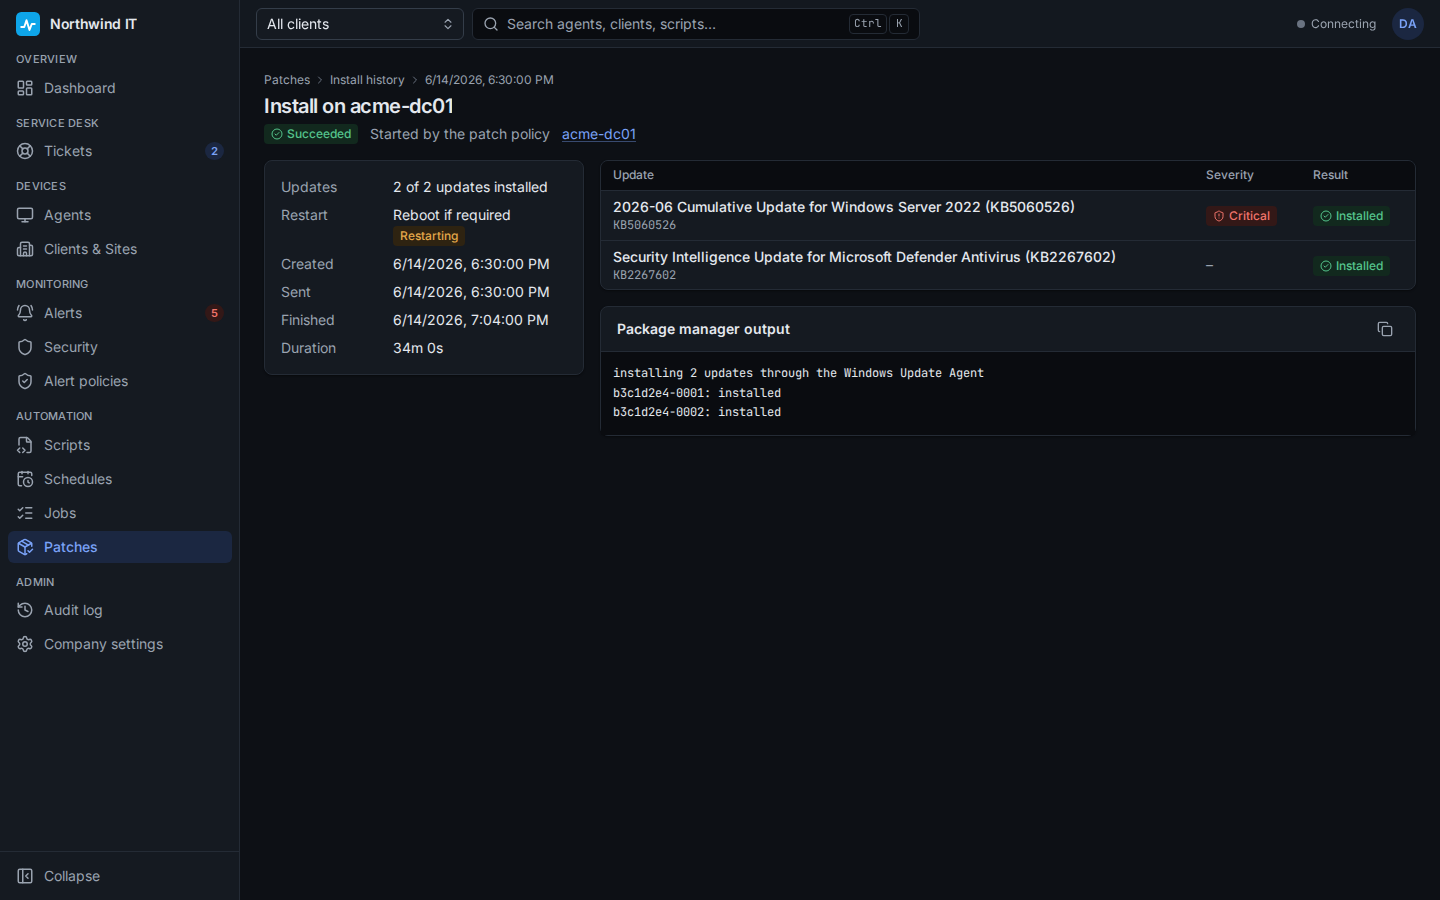 Northwind IT
All clients
Search agents, clients, scripts...
Ctrl K
Connecting
DA
OVERVIEW
Dashboard
SERVICE DESK
Tickets
2
DEVICES
Agents
Clients & Sites
MONITORING
Alerts
5
Security
Alert policies
AUTOMATION
Scripts
Schedules
Jobs
Patches
ADMIN
Audit log
Company settings
Collapse
Patches > Install history > 6/14/2026, 6:30:00 PM
Install on acme-dc01
Succeeded Started by the patch policy acme-dc01
Updates 2 of 2 updates installed
Restart Reboot if required
Restarting
Created 6/14/2026, 6:30:00 PM
Sent 6/14/2026, 6:30:00 PM
Finished 6/14/2026, 7:04:00 PM
Duration 34m 0s
Update Severity Result
2026-06 Cumulative Update for Windows Server 2022 (KB5060526)
KB5060526
Critical
Installed
Security Intelligence Update for Microsoft Defender Antivirus (KB2267602)
KB2267602
–
Installed
Package manager output
installing 2 updates through the Windows Update Agent
b3c1d2e4-0001: installed
b3c1d2e4-0002: installed